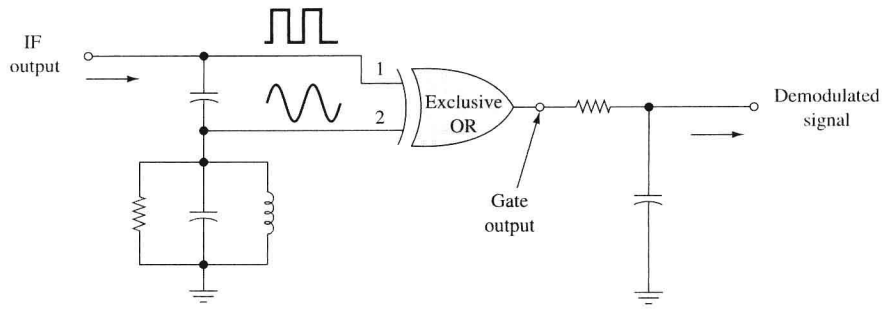 IF
output
1
2
Exclusive
OR
Gate
output
Demodulated
signal